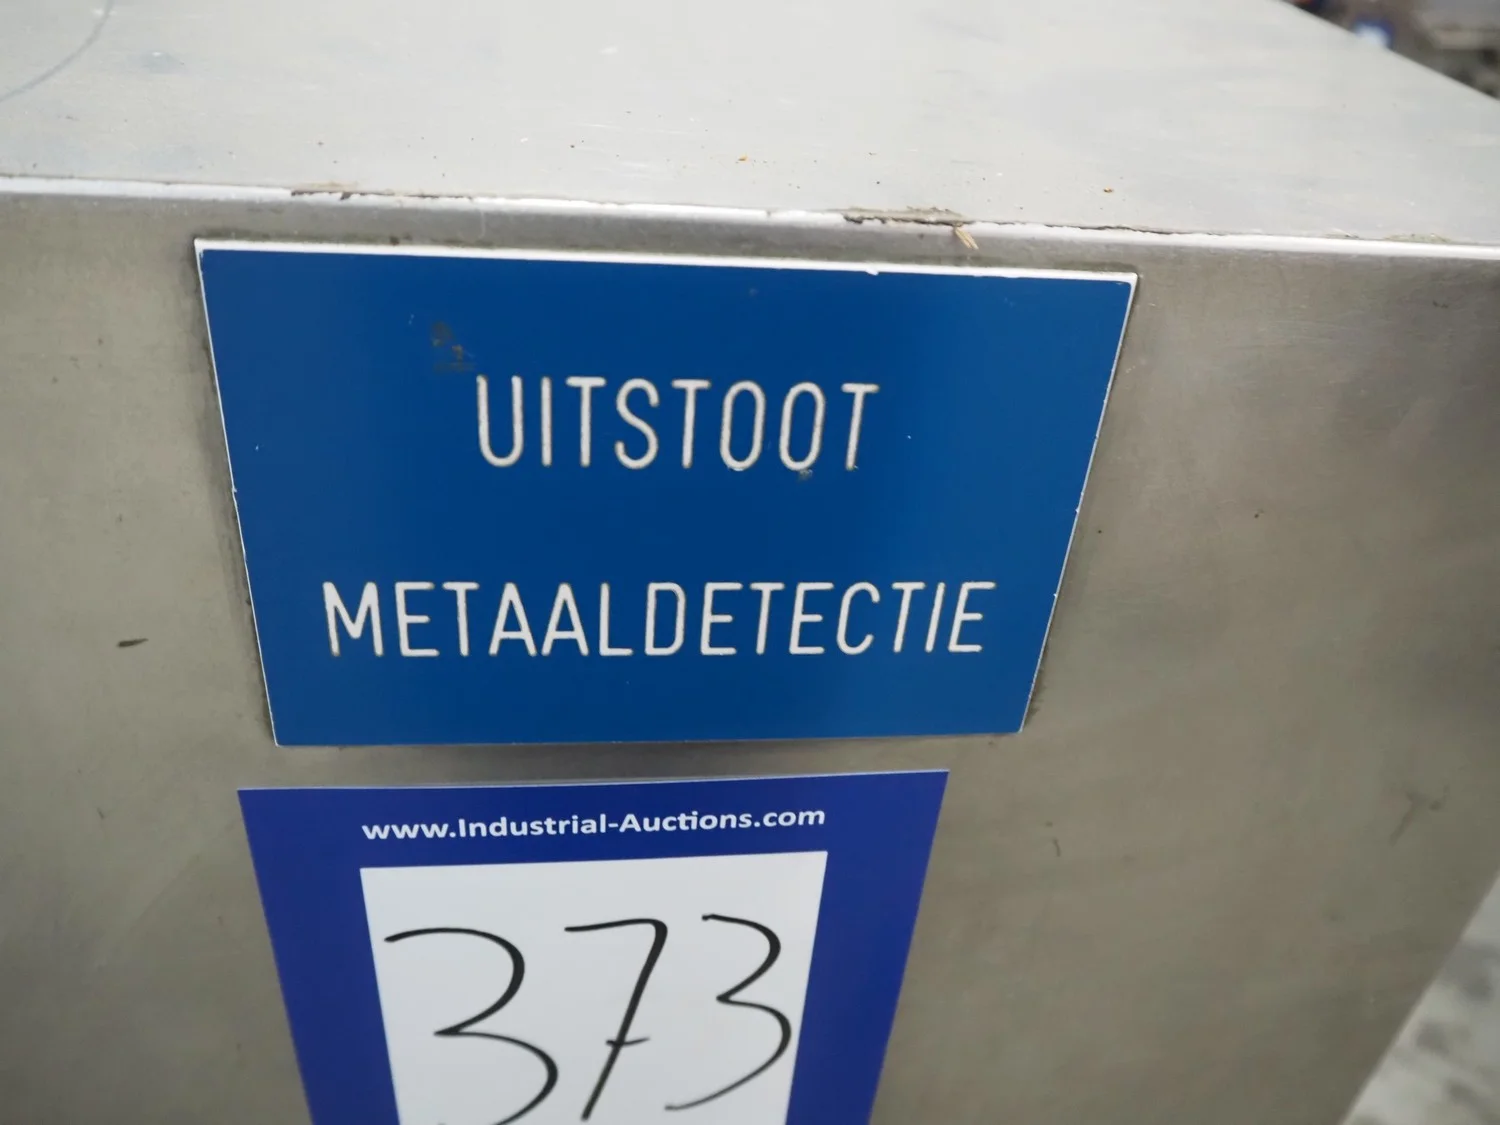 UITSTOOT
METAALDETECTIE
www.Industrial-Auctions.com
373